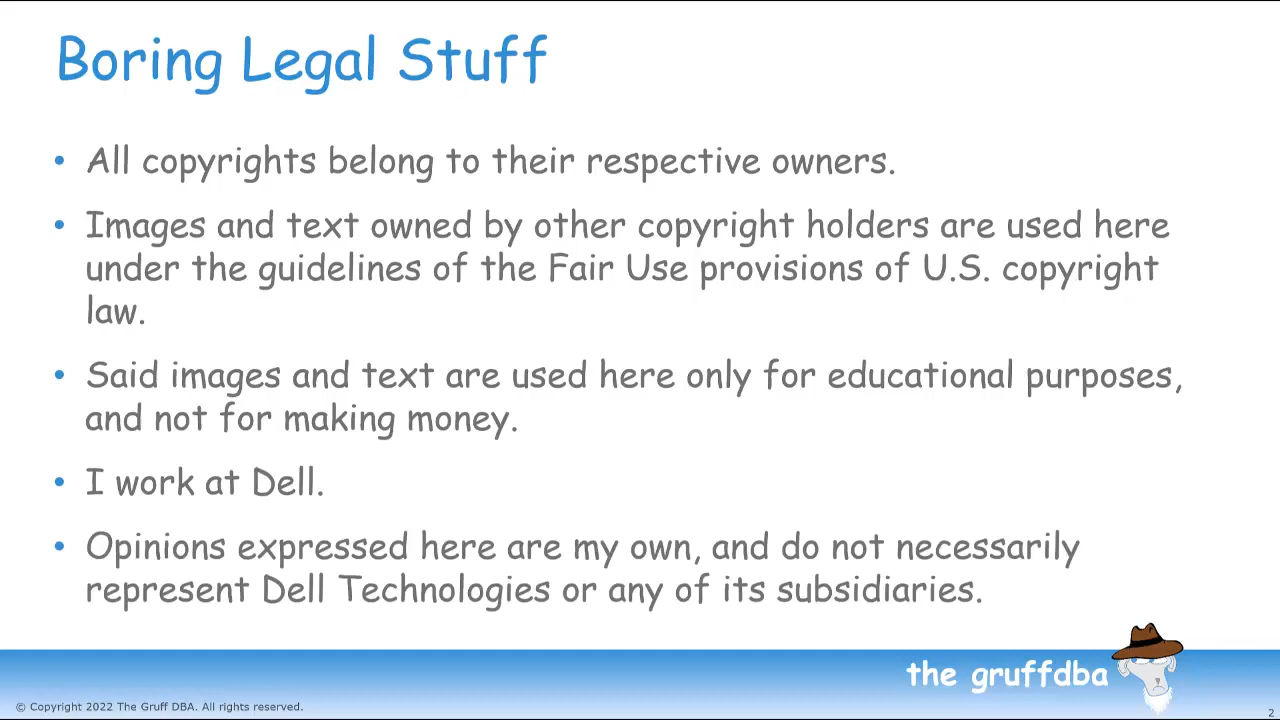 Boring Legal Stuff
• All copyrights belong to their respective owners.
• Images and text owned by other copyright holders are used here
under the guidelines of the Fair Use provisions of U.S. copyright
law.
• Said images and text are used here only for educational purposes,
and not for making money.
• I work at Dell.
• Opinions expressed here are my own, and do not necessarily
represent Dell Technologies or any of its subsidiaries.
the gruffdba
© Copyright 2022 The Gruff DBA. All rights reserved.
2